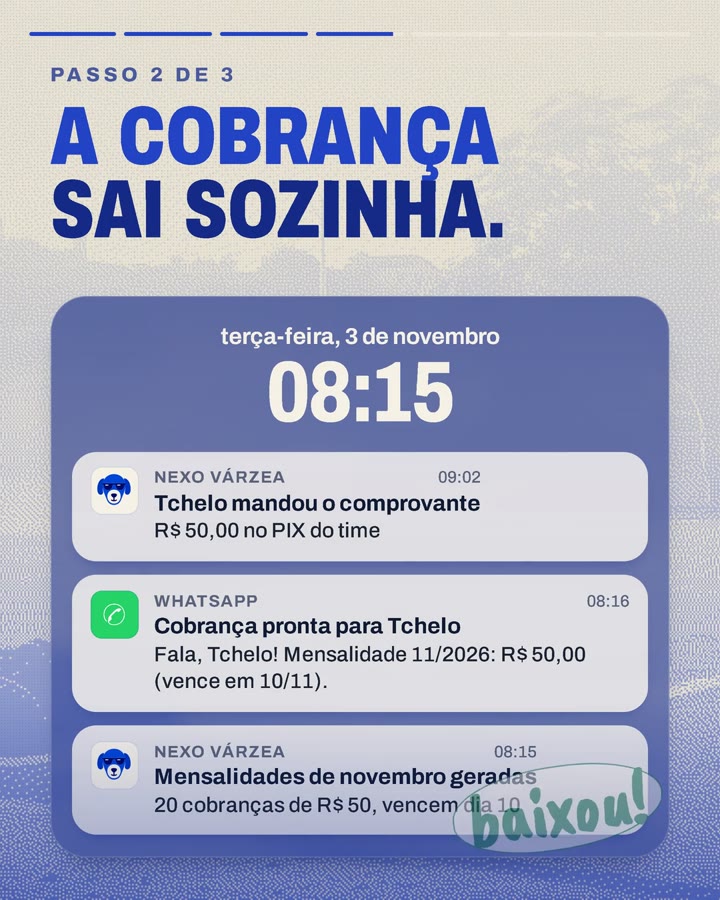 PASSO 2 DE 3
A COBRANÇA
SAI SOZINHA.
terça-feira, 3 de novembro
08:15
NEXO VÁRZEA 09:02
Tchelo mandou o comprovante
R$ 50,00 no PIX do time
WHATSAPP 08:16
Cobrança pronta para Tchelo
Fala, Tchelo! Mensalidade 11/2026: R$ 50,00
(vence em 10/11).
NEXO VÁRZEA 08:15
Mensalidades de novembro geradas
20 cobranças de R$ 50, vencem dia 10
baixou!